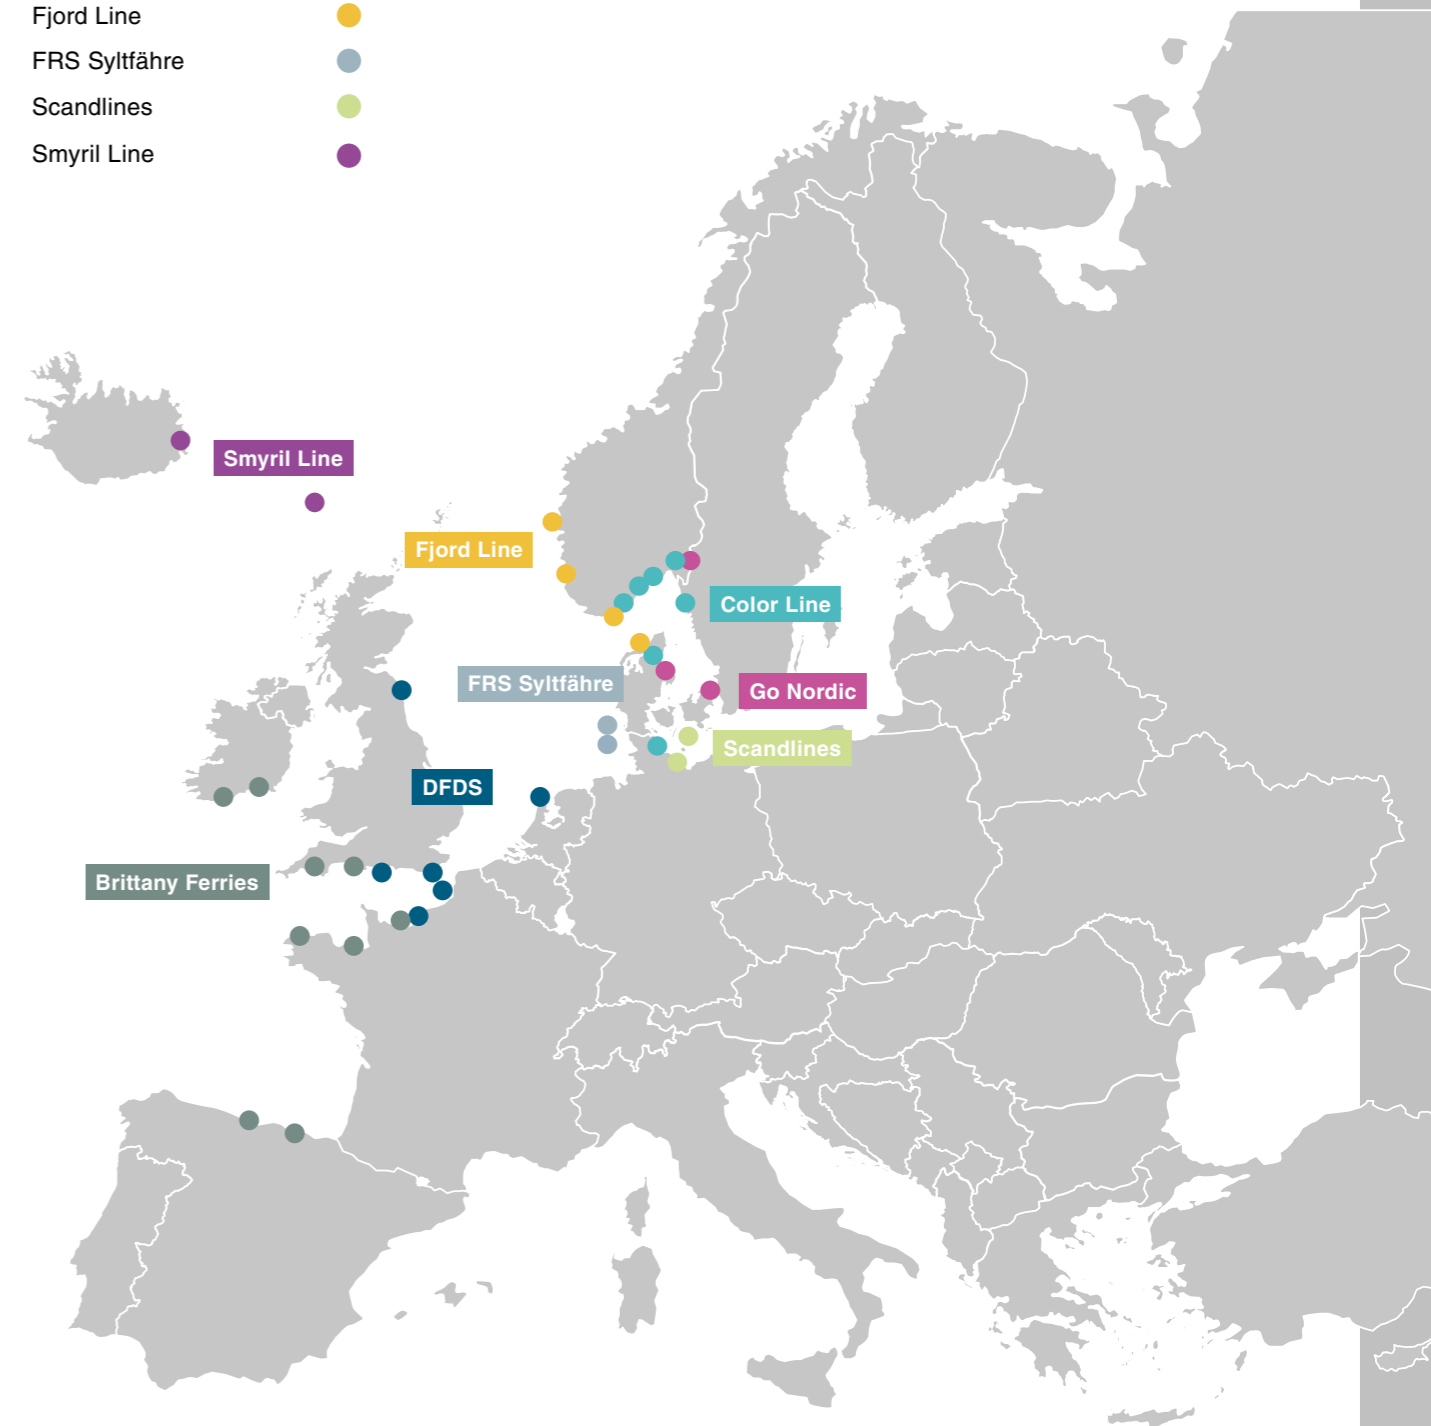 Fjord Line
FRS Syltfähre
Scandlines
Smyril Line
Smyril Line
Fjord Line
Color Line
FRS Syltfähre
Go Nordic
Scandlines
DFDS
Brittany Ferries